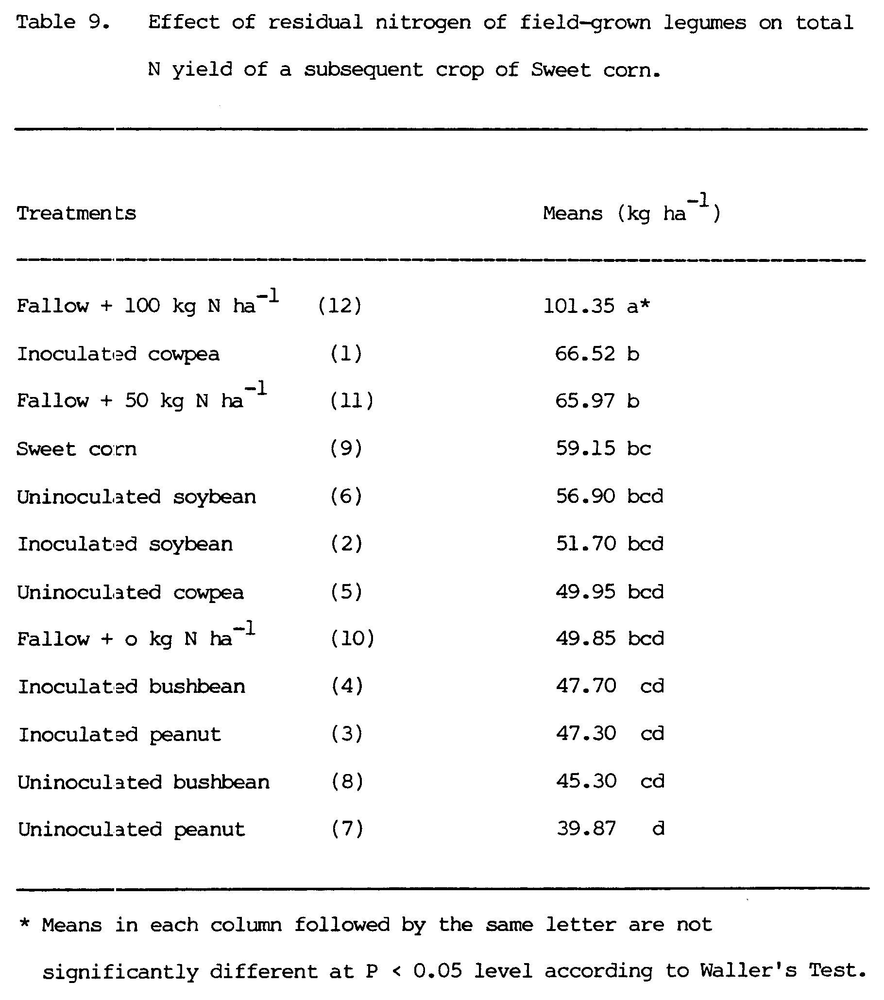 Table 9. Effect of residual nitrogen of field-grown legumes on total
N yield of a subsequent crop of Sweet corn.
Treatments Means (kg ha⁻¹)
Fallow + 100 kg N ha⁻¹ (12) 101.35 a*
Inoculated cowpea (1) 66.52 b
Fallow + 50 kg N ha⁻¹ (11) 65.97 b
Sweet corn (9) 59.15 bc
Uninoculated soybean (6) 56.90 bcd
Inoculated soybean (2) 51.70 bcd
Uninoculated cowpea (5) 49.95 bcd
Fallow + o kg N ha⁻¹ (10) 49.85 bcd
Inoculated bushbean (4) 47.70 cd
Inoculated peanut (3) 47.30 cd
Uninoculated bushbean (8) 45.30 cd
Uninoculated peanut (7) 39.87 d
* Means in each column followed by the same letter are not
significantly different at P < 0.05 level according to Waller's Test.